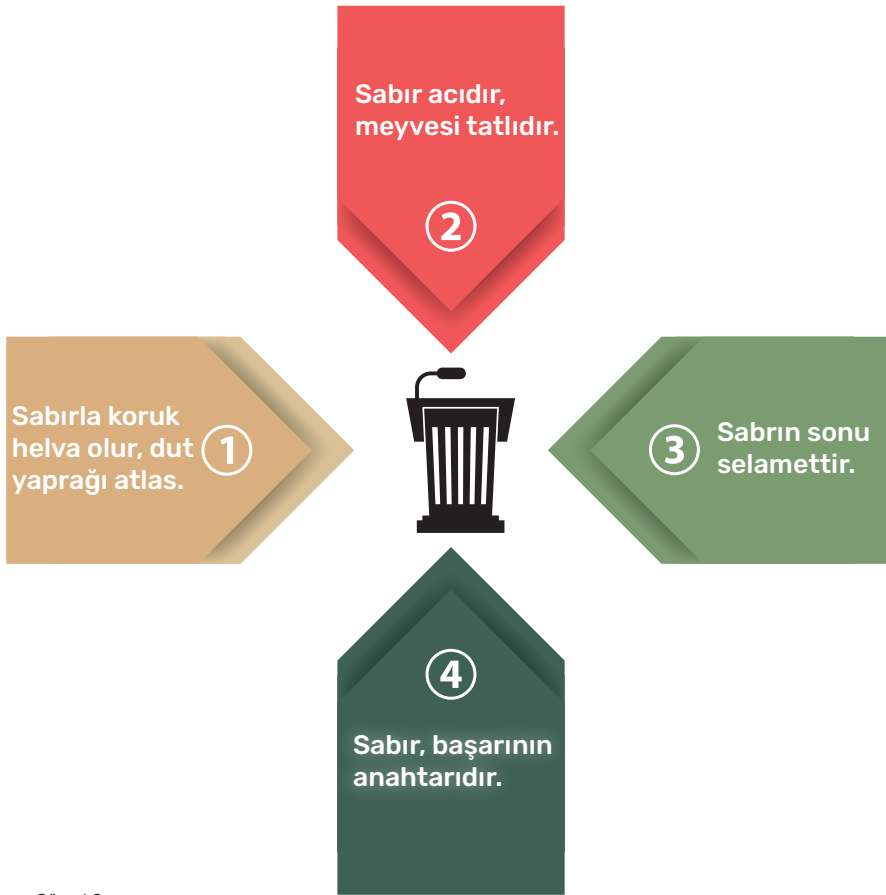 Sabır acıdır,
meyvesi tatlıdır.
2
Sabırla koruk
helva olur, dut
yaprağı atlas.
1
3
Sabrın sonu
selamettir.
4
Sabır, başarının
anahtarıdır.